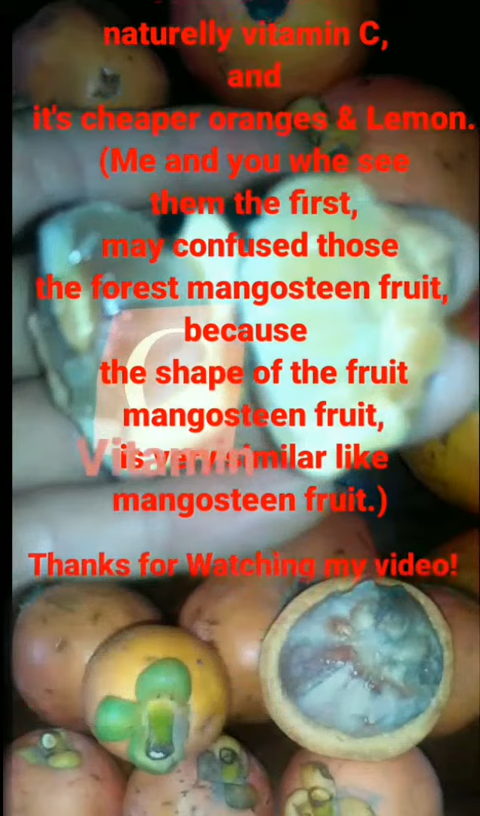 naturelly vitamin C,
and
it's cheaper oranges & Lemon.
(Me and you whe see
them the first,
may confused those
the forest mangosteen fruit,
because
C
the shape of the fruit
mangosteen fruit,
Vitamin
is very similar like
mangosteen fruit.)
Thanks for Watching my video!